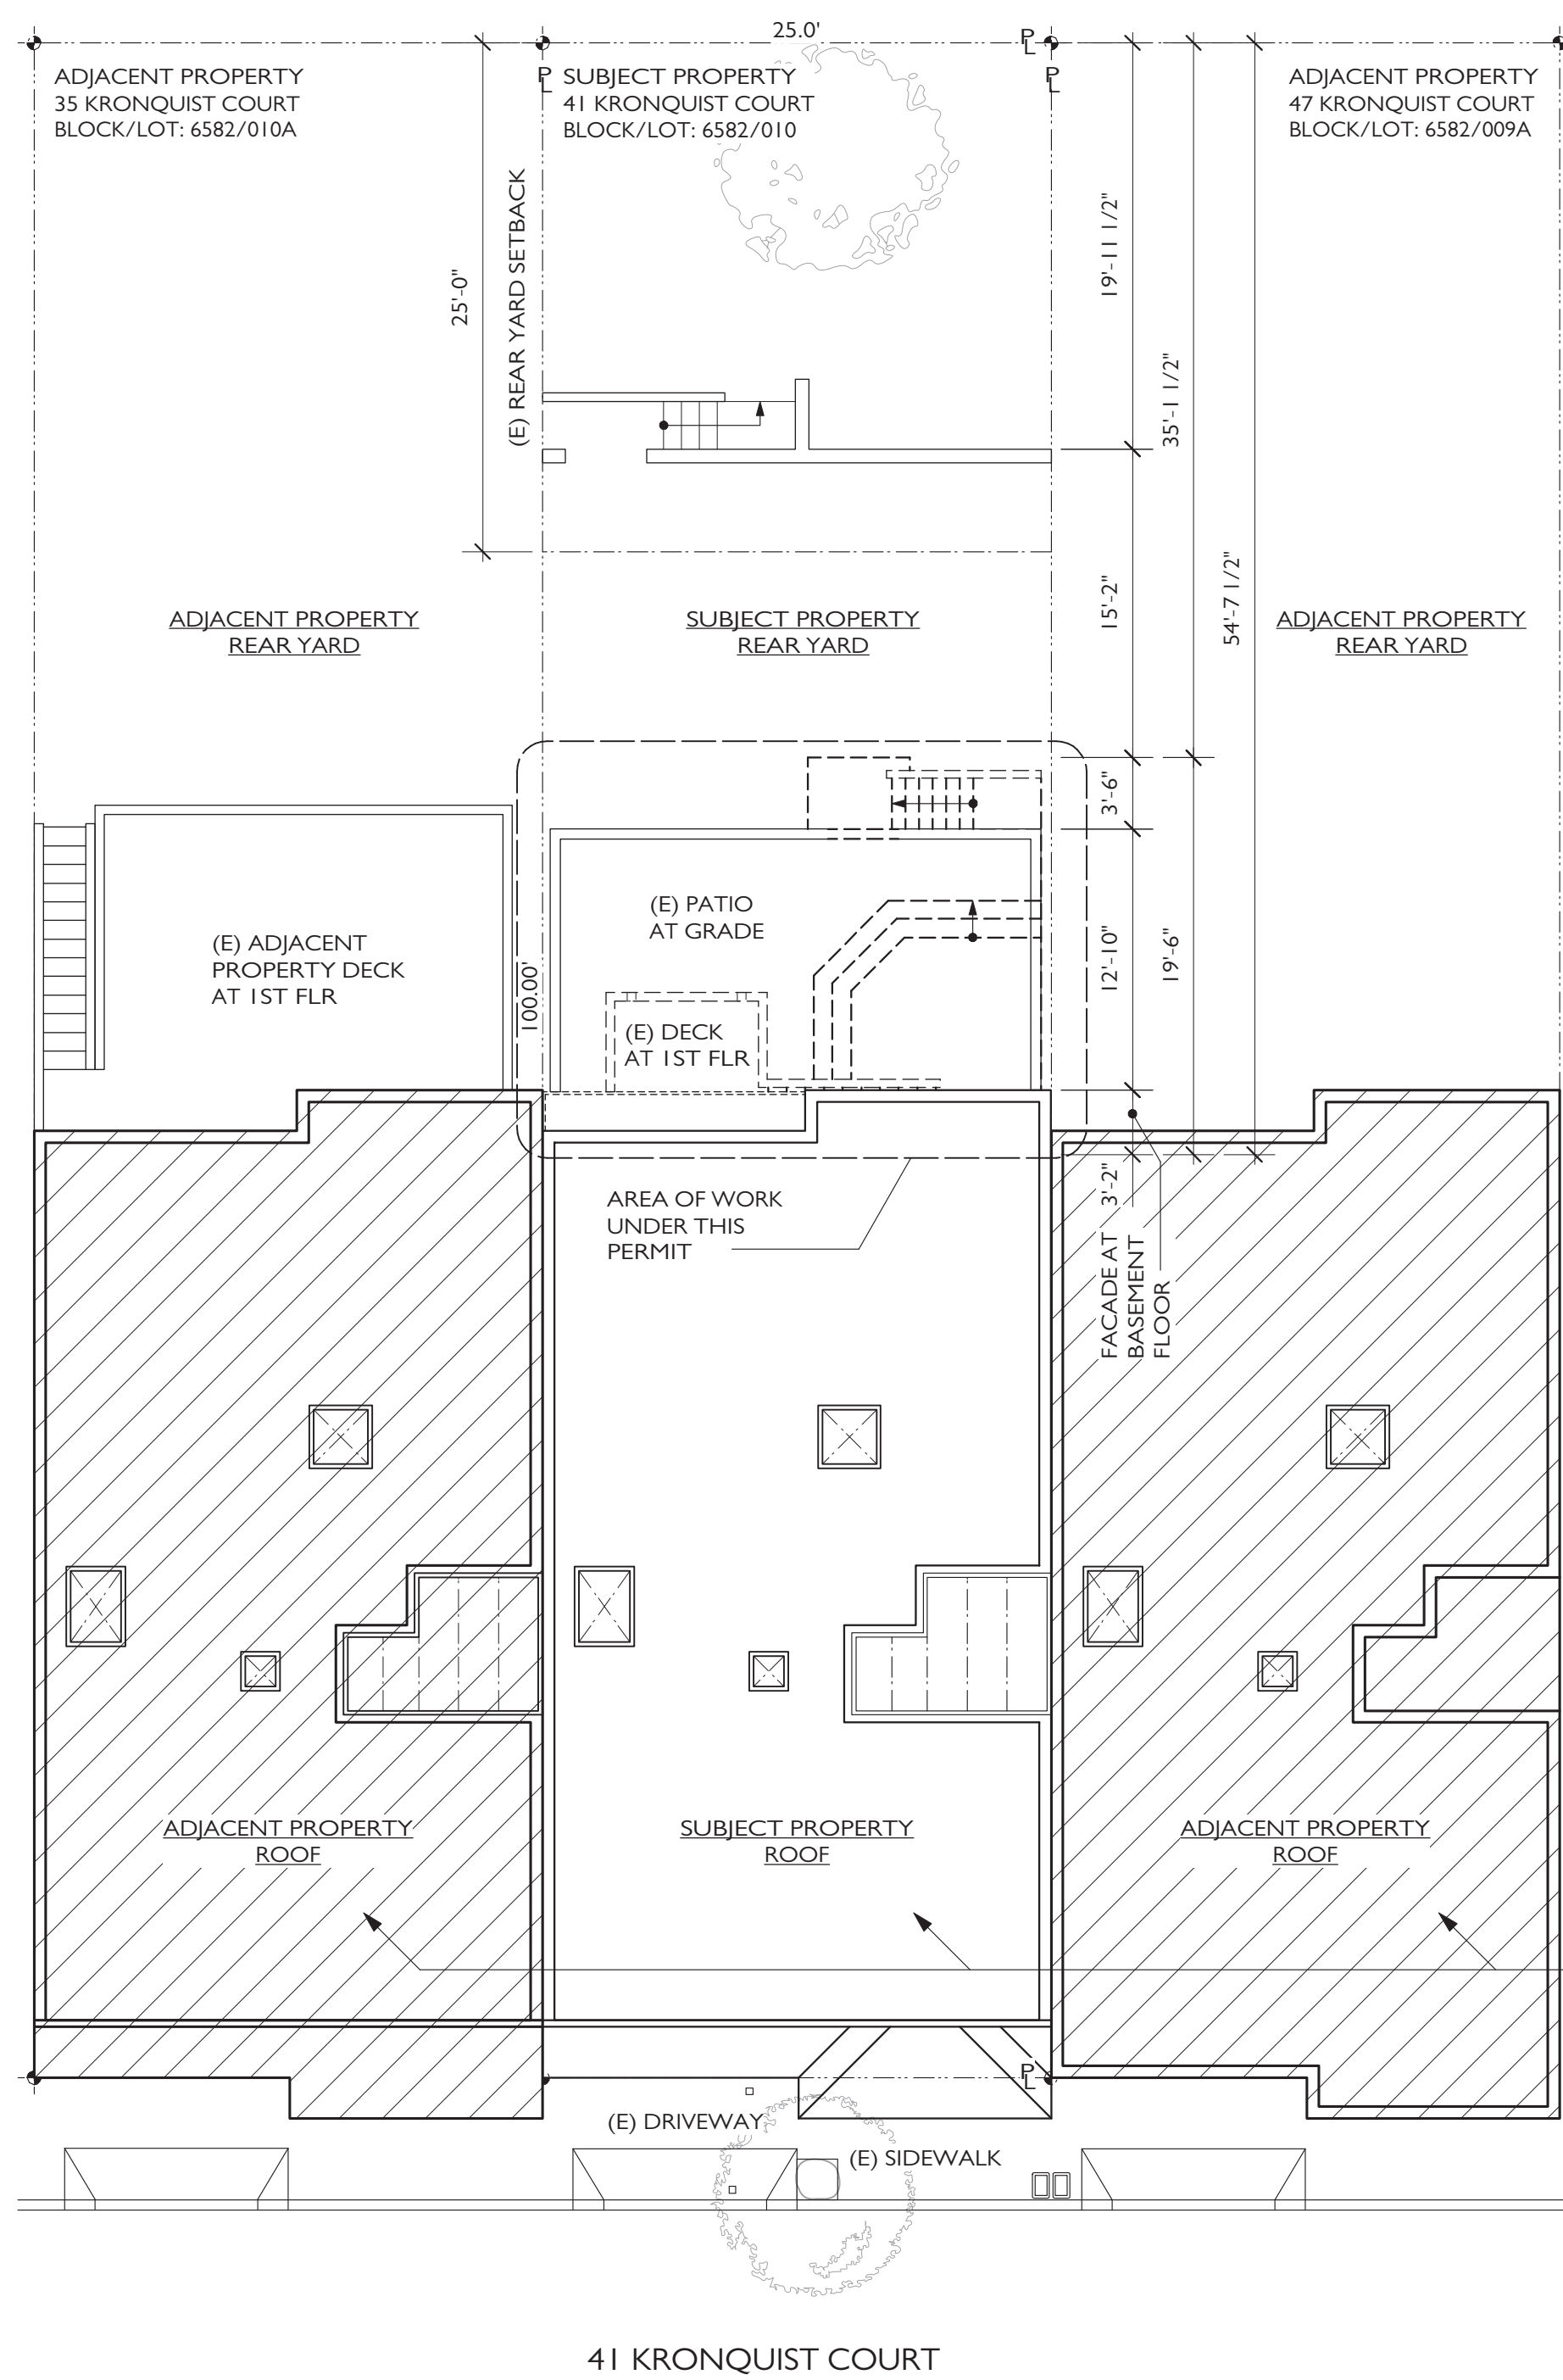 25.0'
PL
ADJACENT PROPERTY
35 KRONQUIST COURT
BLOCK/LOT: 6582/010A
PL
SUBJECT PROPERTY
41 KRONQUIST COURT
BLOCK/LOT: 6582/010
PL
ADJACENT PROPERTY
47 KRONQUIST COURT
BLOCK/LOT: 6582/009A
25'-0"
(E) REAR YARD SETBACK
19'-11 1/2"
35'-1 1/2"
15'-2"
54'-7 1/2"
ADJACENT PROPERTY
REAR YARD
SUBJECT PROPERTY
REAR YARD
ADJACENT PROPERTY
REAR YARD
3'-6"
(E) PATIO
AT GRADE
(E) ADJACENT
PROPERTY DECK
AT 1ST FLR
100.00'
12'-10"
19'-6"
(E) DECK
AT 1ST FLR
3'-2"
AREA OF WORK
UNDER THIS
PERMIT
FACADE AT
BASEMENT
FLOOR
ADJACENT PROPERTY
ROOF
SUBJECT PROPERTY
ROOF
ADJACENT PROPERTY
ROOF
PL
(E) DRIVEWAY
(E) SIDEWALK
41 KRONQUIST COURT